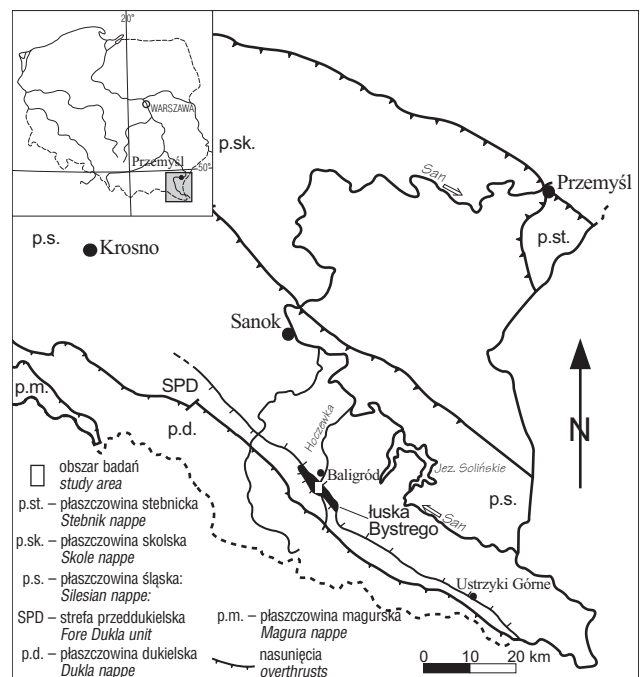 20°
WARSZAWA
50°
Przemyśl
p.sk.
San
Przemyśl
p.st.
p.s.
Krosno
Sanok
N
SPD
p.m.
p.d.
Hoczewka
Baligród
Jez. Solińskie
p.s.
łuska
Bystrego
San
Ustrzyki Górne
obszar badań
study area
p.st. – płaszczowina stebnicka
Stebnik nappe
p.sk. – płaszczowina skolska
Skole nappe
p.s. – płaszczowina śląska:
Silesian nappe:
SPD – strefa przeddukielska
Fore Dukla unit
p.d. – płaszczowina dukielska
Dukla nappe
p.m. – płaszczowina magurska
Magura nappe
nasunięcia
overthrusts
0 10 20 km